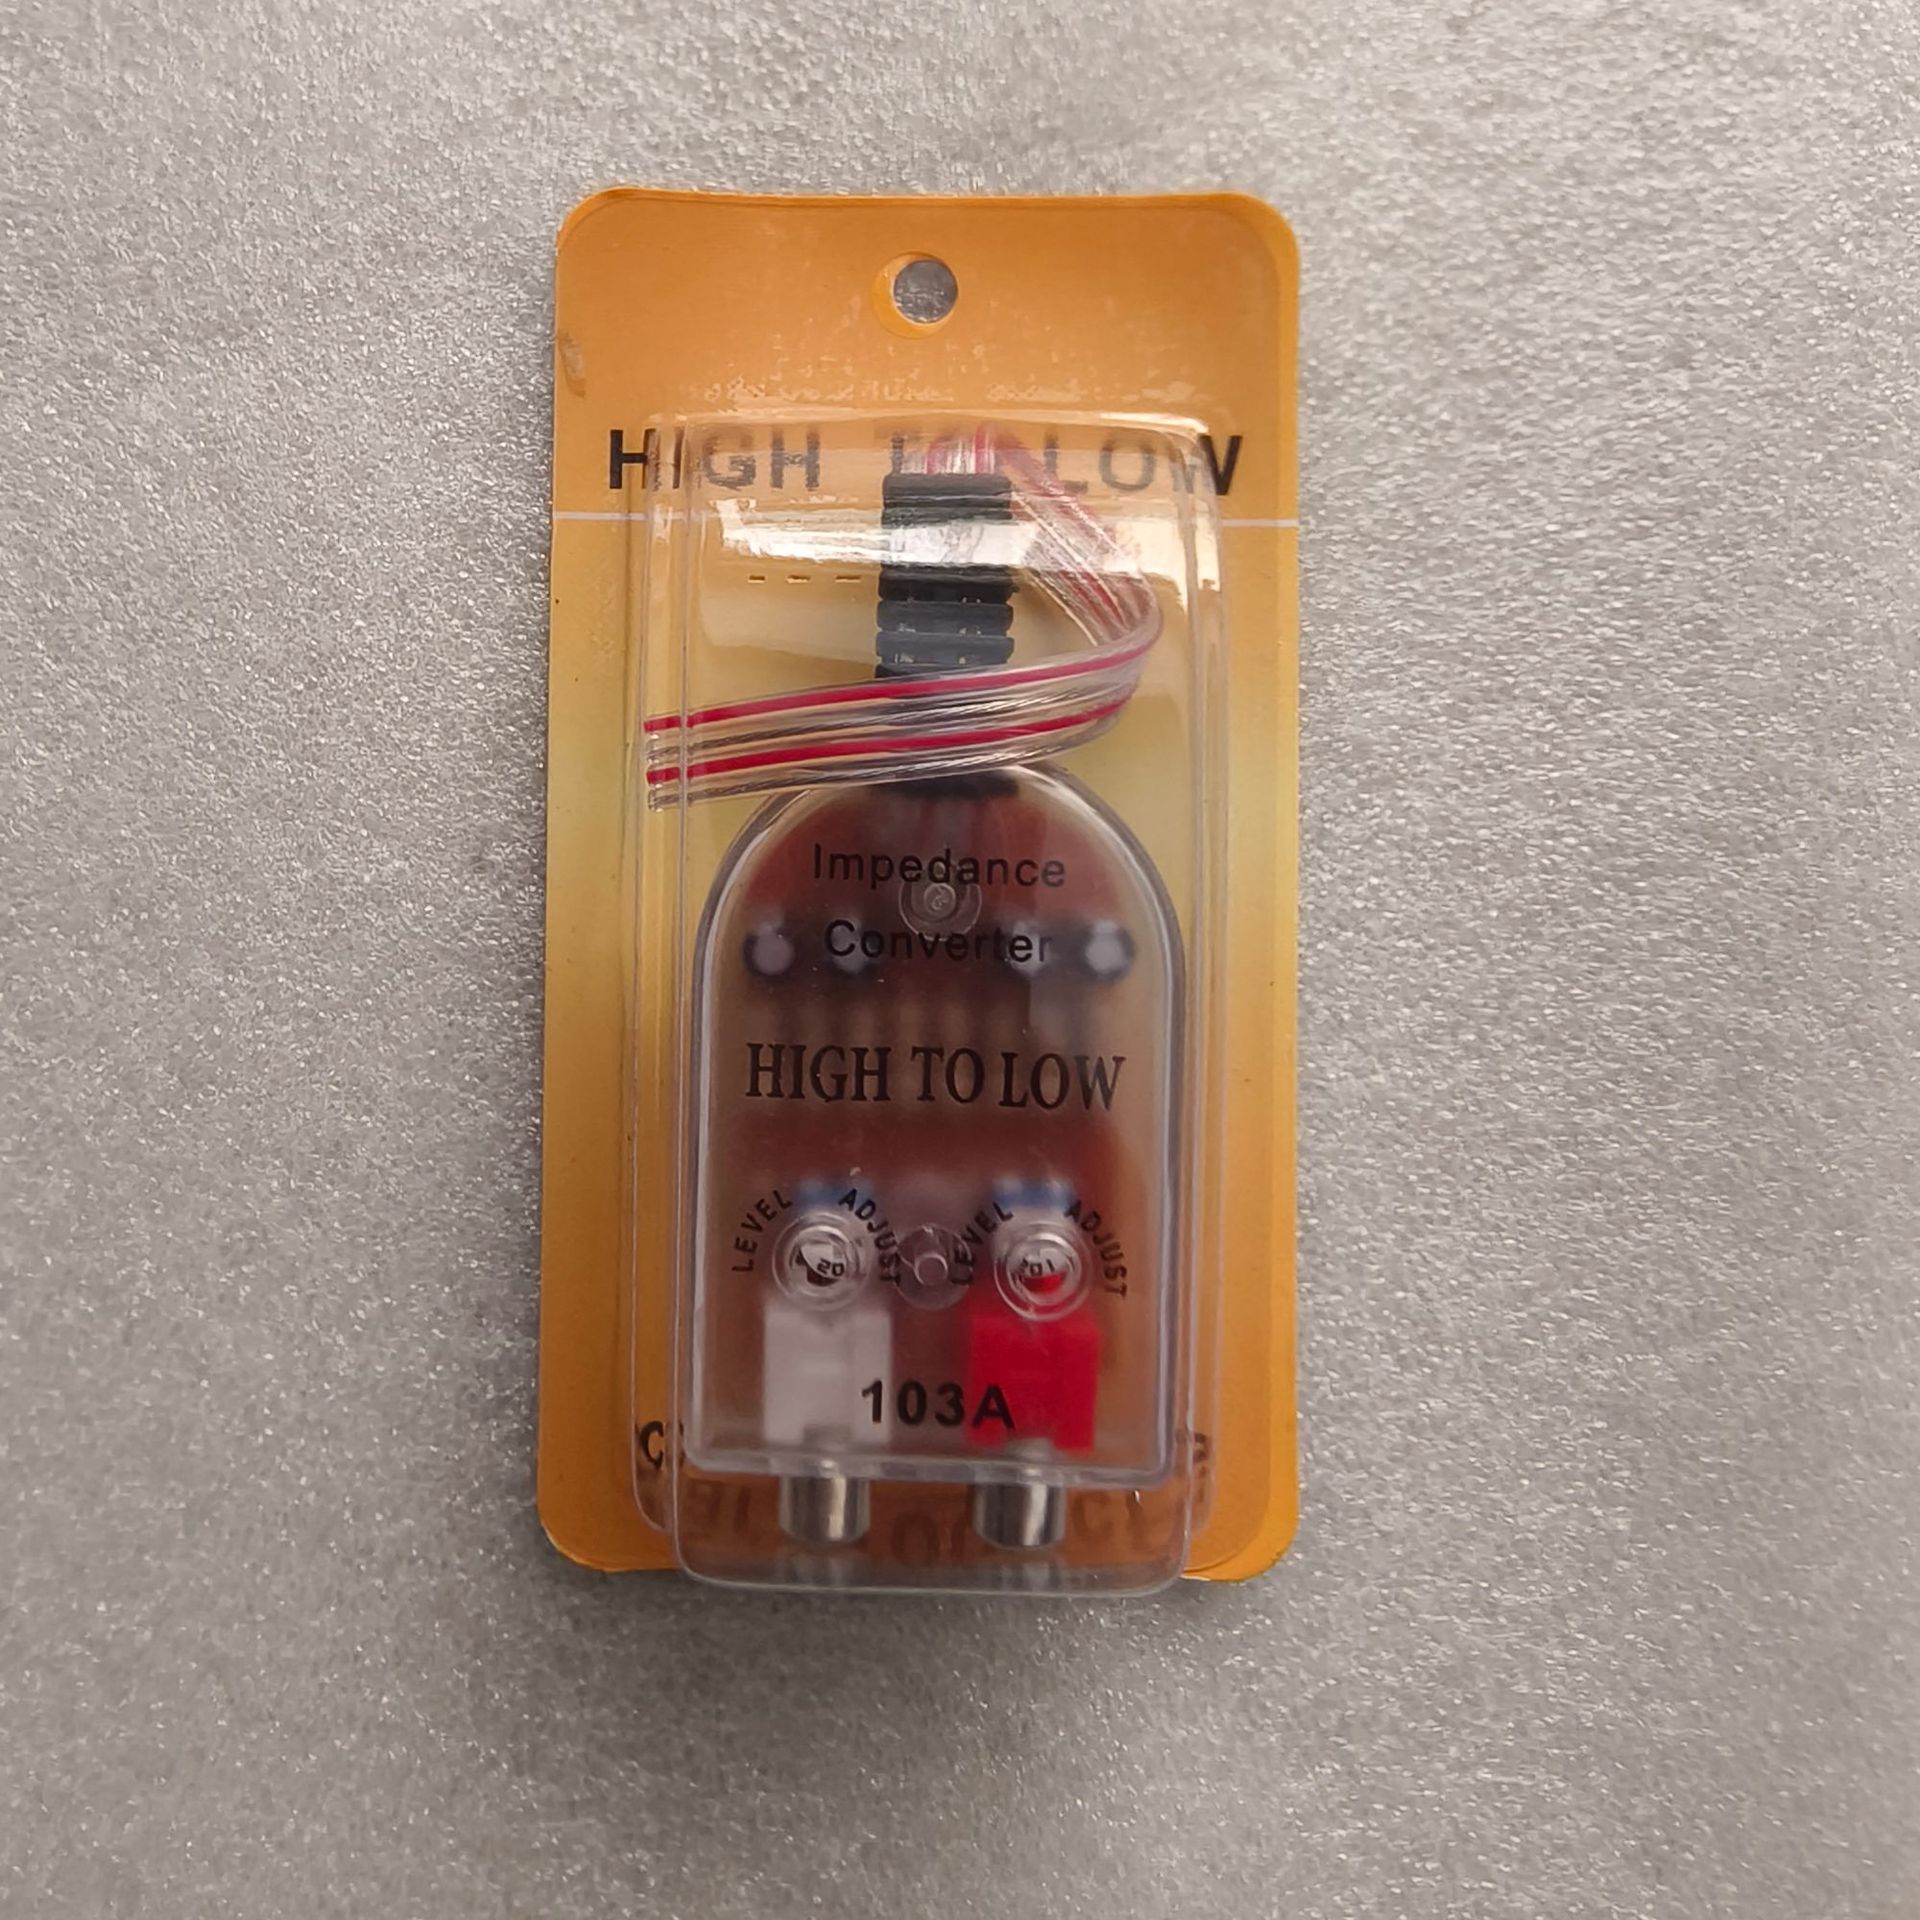 HIGH TO LOW
Impedance
Converter
HIGH TO LOW
LEVEL ADJUST LEVEL ADJUST
103A